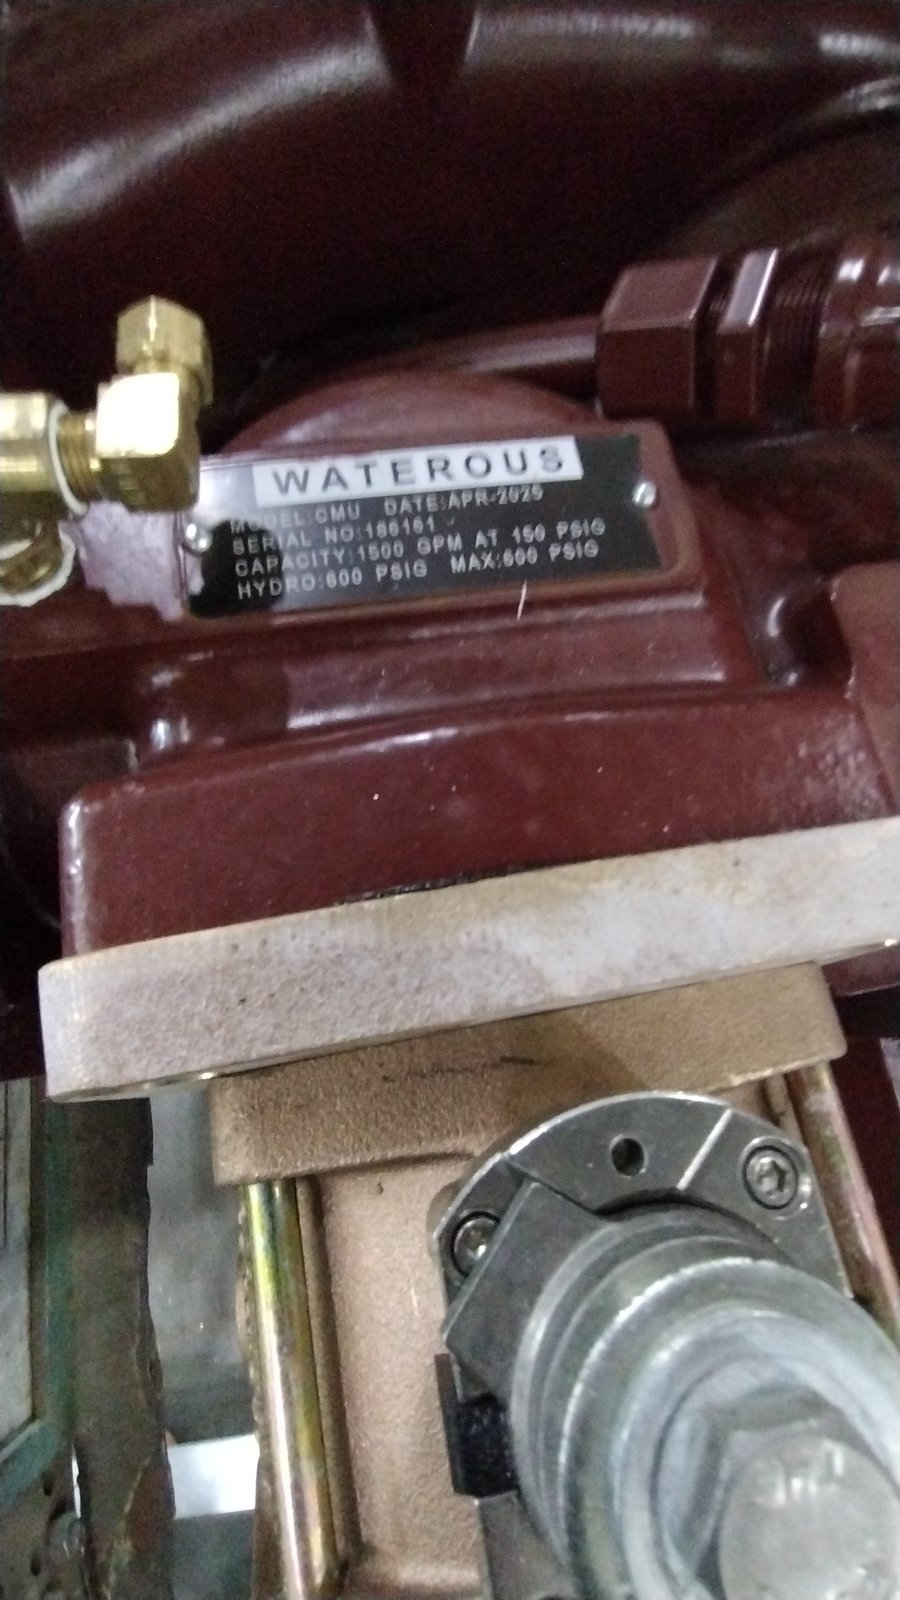 WATEROUS
MODEL:CMU DATE:APR-2025
SERIAL NO:
CAPACITY:1500 GPM AT 150 PSIG
HYDRO:600 PSIG MAX:600 PSIG